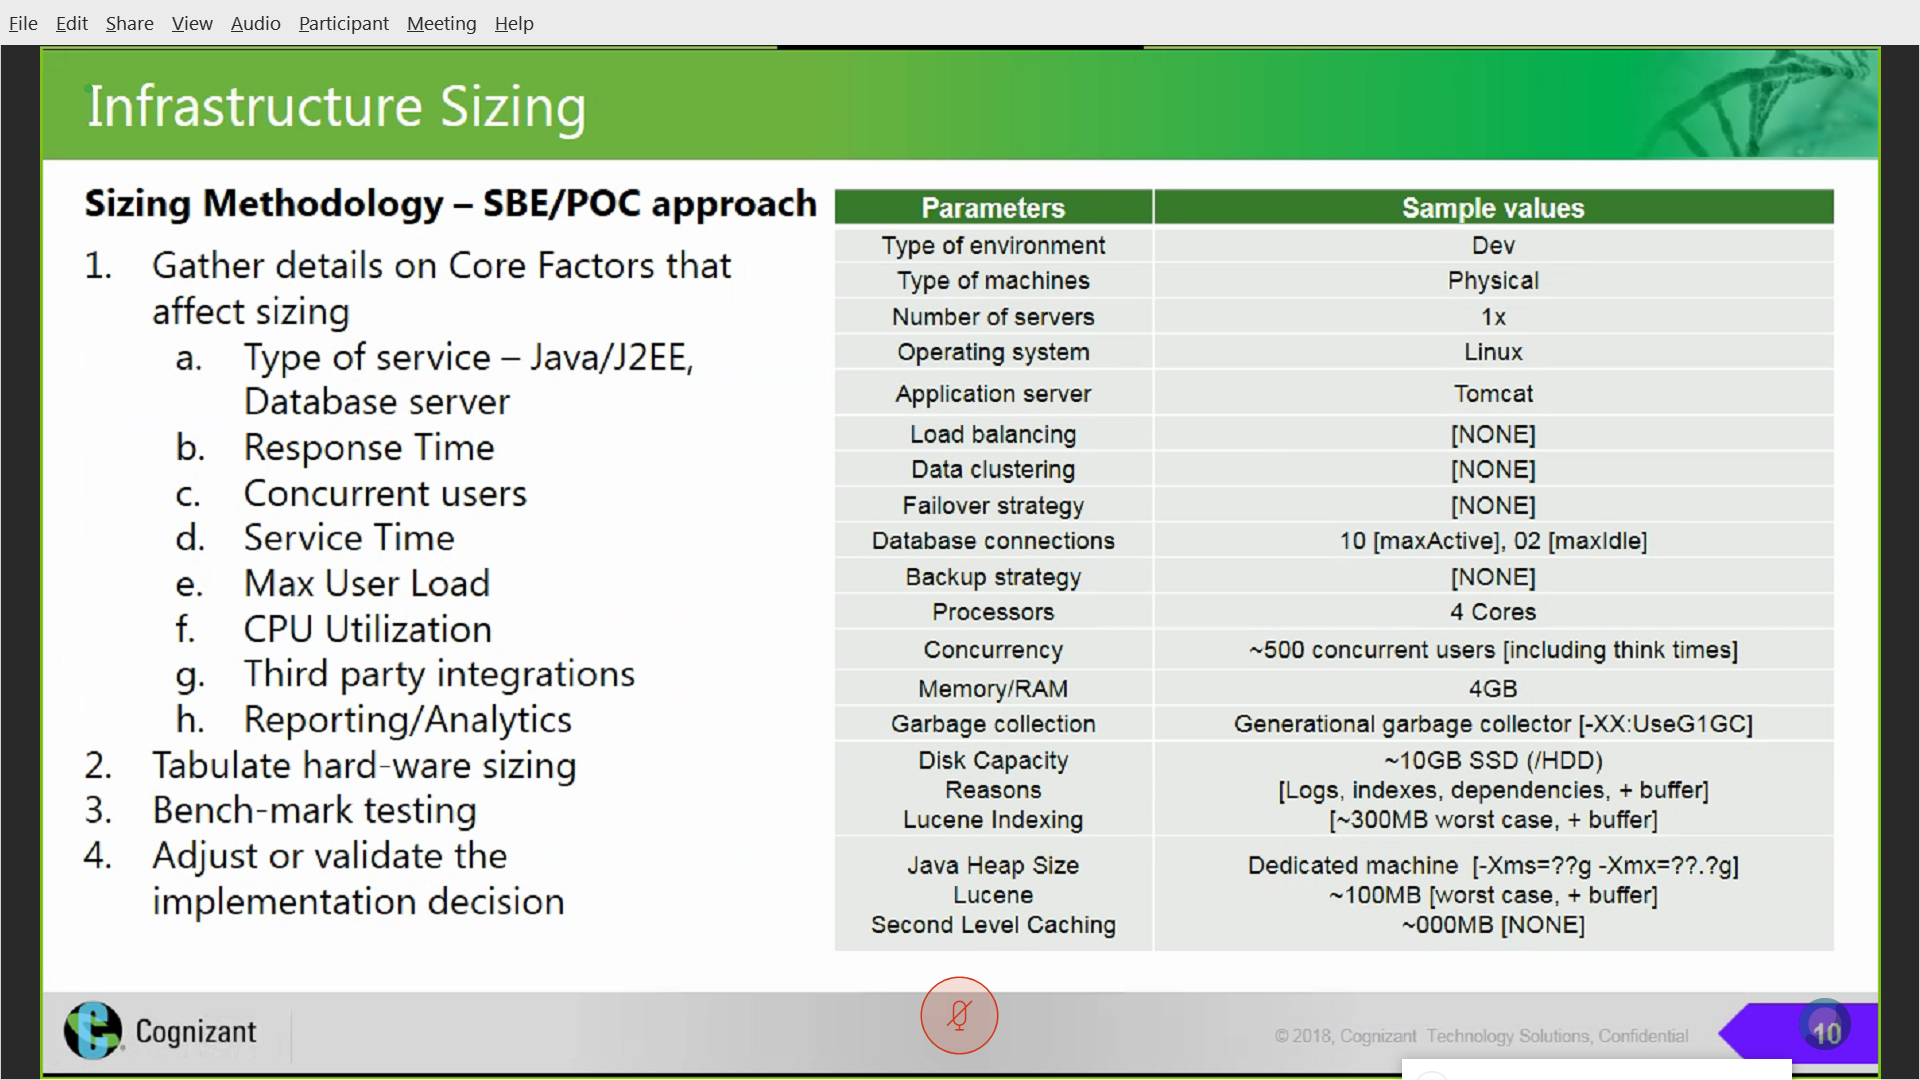 File Edit Share View Audio Participant Meeting Help
Infrastructure Sizing
Sizing Methodology – SBE/POC approach
1. Gather details on Core Factors that
affect sizing
a. Type of service – Java/J2EE,
Database server
b. Response Time
c. Concurrent users
d. Service Time
e. Max User Load
f. CPU Utilization
g. Third party integrations
h. Reporting/Analytics
2. Tabulate hard-ware sizing
3. Bench-mark testing
4. Adjust or validate the
implementation decision
Parameters Sample values
Type of environment Dev
Type of machines Physical
Number of servers 1x
Operating system Linux
Application server Tomcat
Load balancing [NONE]
Data clustering [NONE]
Failover strategy [NONE]
Database connections 10 [maxActive], 02 [maxIdle]
Backup strategy [NONE]
Processors 4 Cores
Concurrency ~500 concurrent users [including think times]
Memory/RAM 4GB
Garbage collection Generational garbage collector [-XX:UseG1GC]
Disk Capacity ~10GB SSD (/HDD)
Reasons [Logs, indexes, dependencies, + buffer]
Lucene Indexing [~300MB worst case, + buffer]
Java Heap Size Dedicated machine [-Xms=??g -Xmx=??.?g]
Lucene ~100MB [worst case, + buffer]
Second Level Caching ~000MB [NONE]
Cognizant
© 2018, Cognizant Technology Solutions, Confidential
10